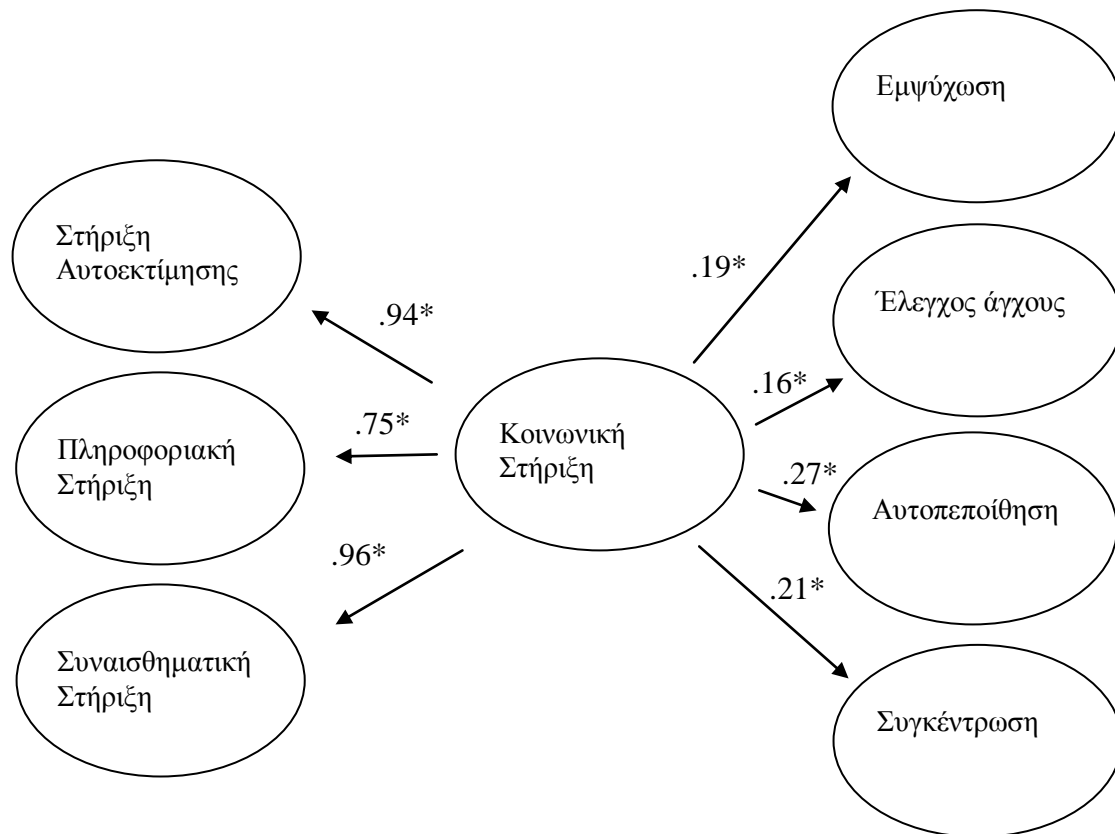 Εμψύχωση
Στήριξη
Αυτοεκτίμησης
.19*
Έλεγχος άγχους
.94*
.16*
.75*
Κοινωνική
Στήριξη
Πληροφοριακή
Στήριξη
.27*
Αυτοπεποίθηση
.96*
.21*
Συναισθηματική
Στήριξη
Συγκέντρωση